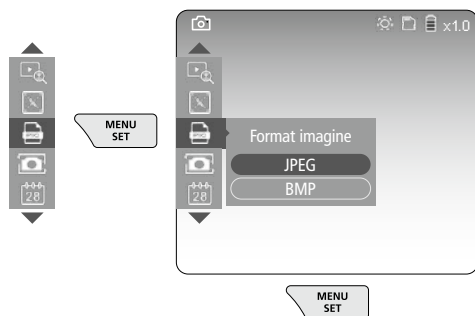 x1.0
MENU
SET
Format imagine
JPEG
BMP
28
28
MENU
SET